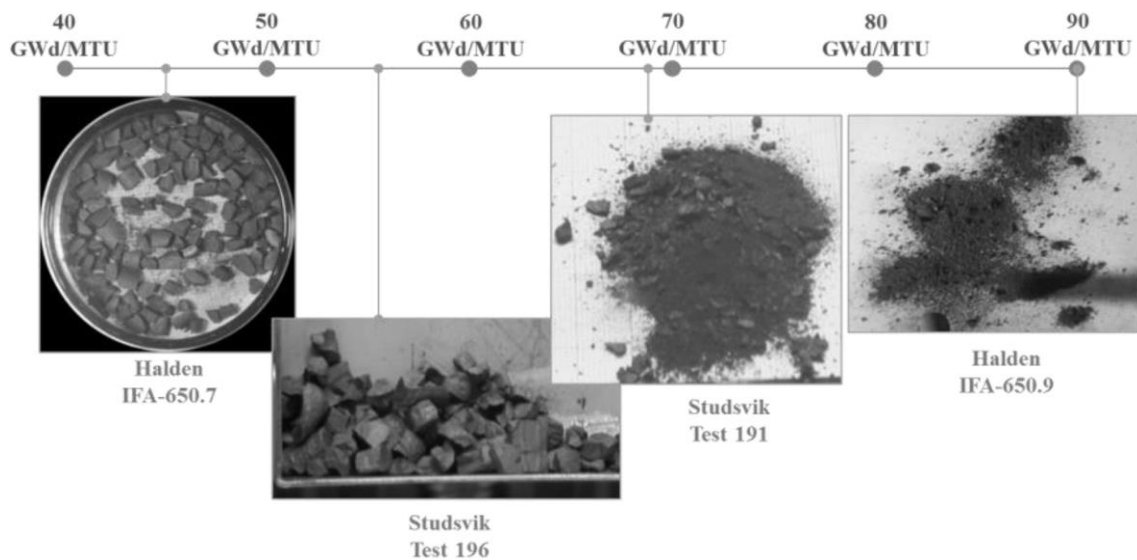 40
GWd/MTU
50
GWd/MTU
60
GWd/MTU
70
GWd/MTU
80
GWd/MTU
90
GWd/MTU
Halden
IFA-650.7
Studsvik
Test 196
Studsvik
Test 191
Halden
IFA-650.9